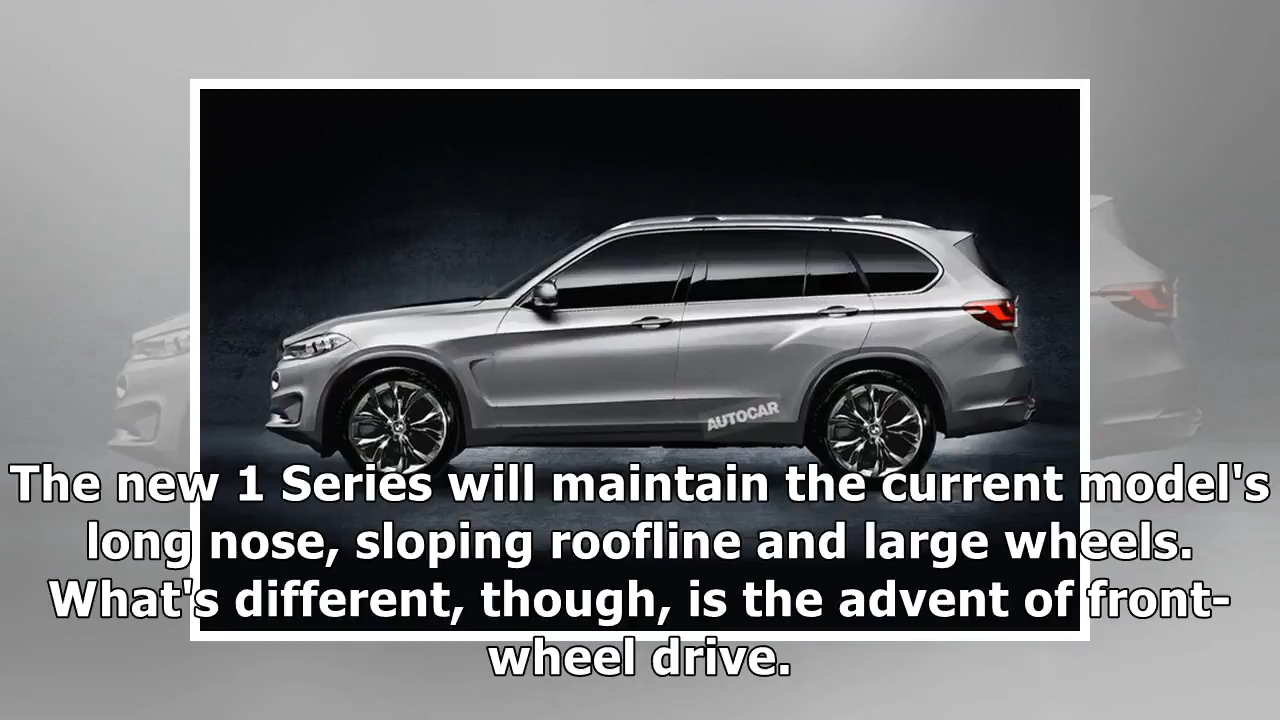 AUTOCAR
The new 1 Series will maintain the current model's
long nose, sloping roofline and large wheels.
What's different, though, is the advent of front-
wheel drive.